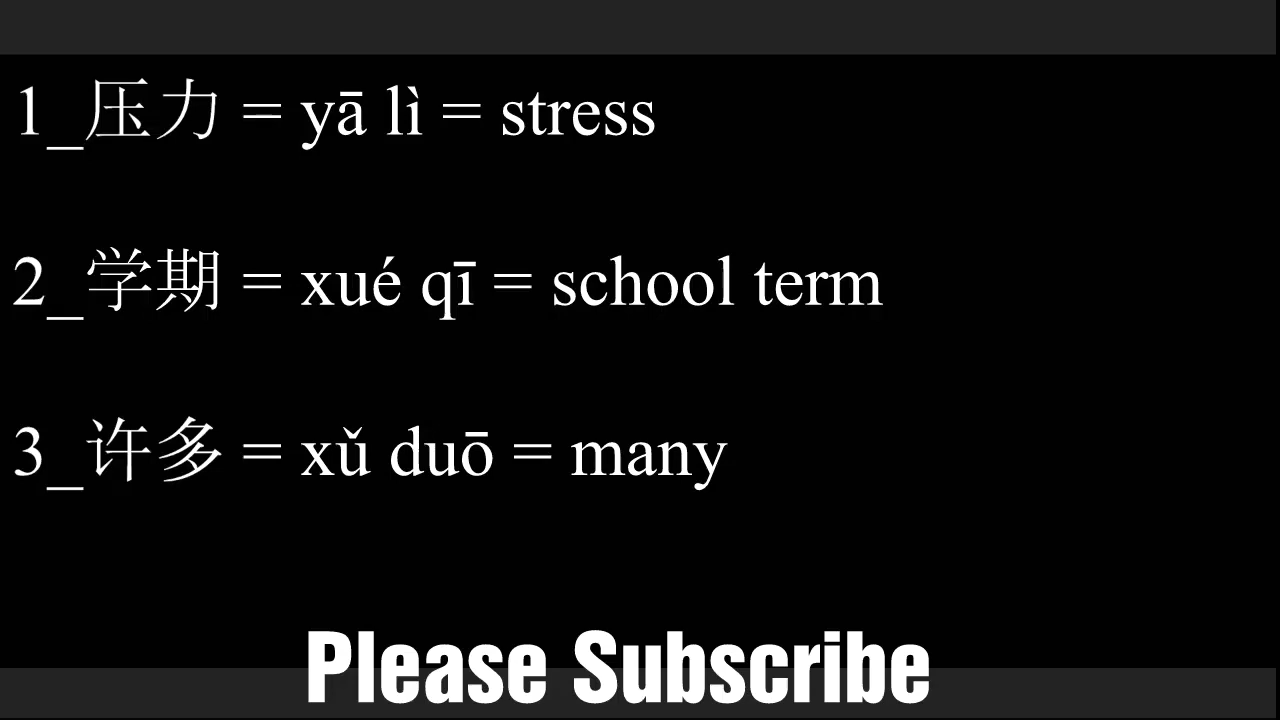 1_压力 = yā lì = stress
2_学期 = xué qī = school term
3_许多 = xǔ duō = many
Please Subscribe